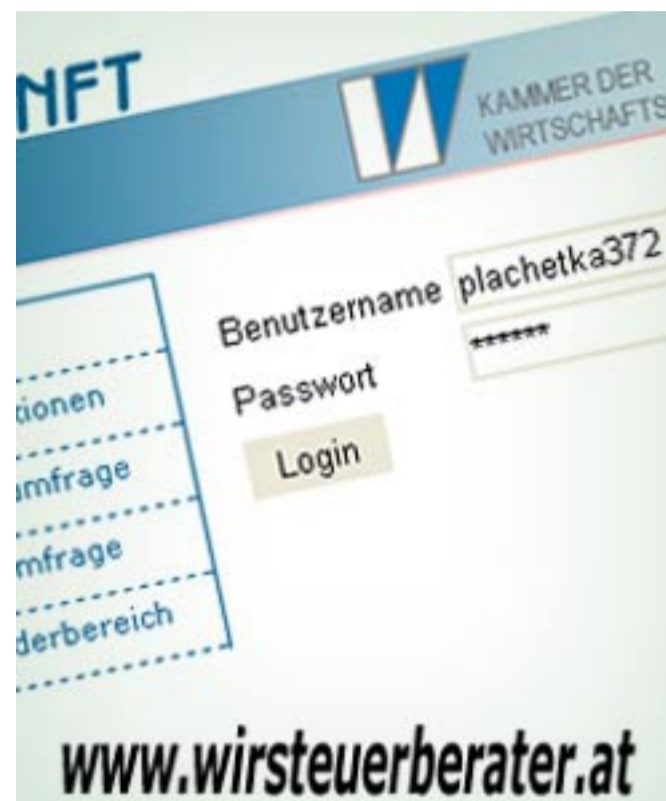 NFT
KAMMER DER
WIRTSCHAFTS
Benutzername plachetka372
Passwort ******
Login
tionen
umfrage
mfrage
derbereich
www.wirsteuerberater.at